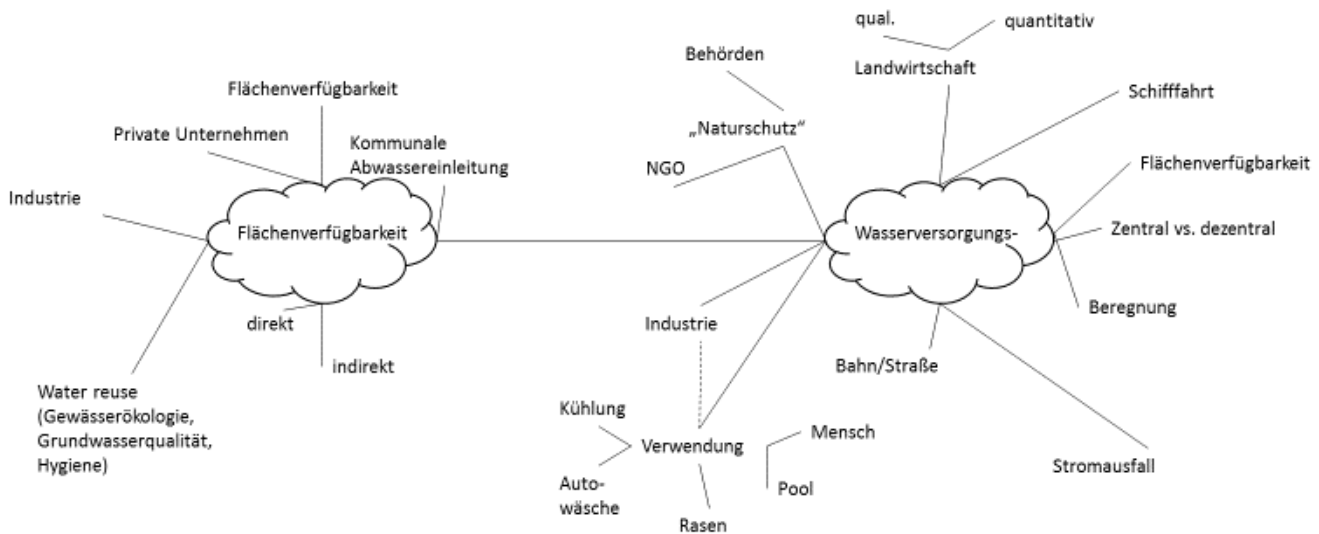 qual.
quantitativ
Behörden
Landwirtschaft
Flächenverfügbarkeit
Schifffahrt
Private Unternehmen
„Naturschutz“
Kommunale
Abwassereinleitung
NGO
Flächenverfügbarkeit
Industrie
Flächenverfügbarkeit
Wasserversorgungs-
Zentral vs. dezentral
direkt
Industrie
Beregnung
indirekt
Bahn/Straße
Water reuse
(Gewässerökologie,
Grundwasserqualität,
Hygiene)
Kühlung
Verwendung
Mensch
Stromausfall
Auto-
wäsche
Pool
Rasen